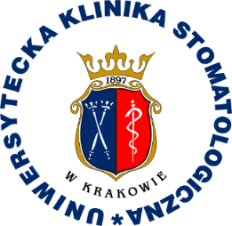 UNIWERSYTECKA KLINIKA STOMATOLOGICZNA *
1897
W KRAKOWIE